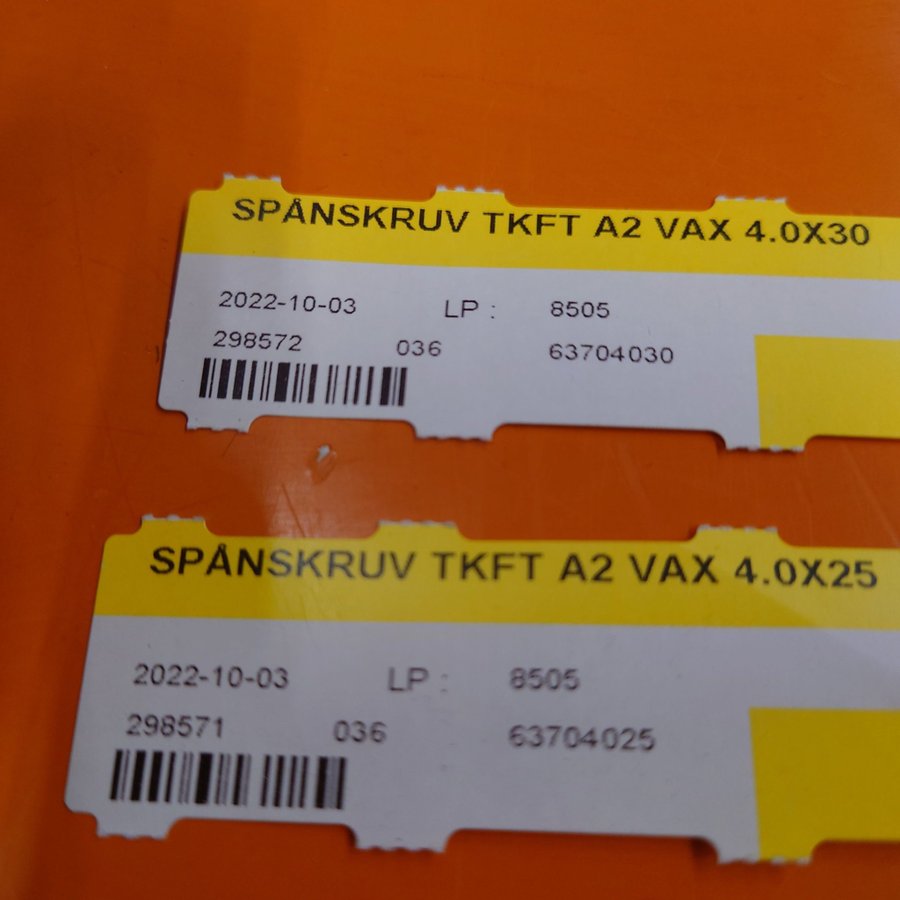 SPÅNSKRUV TKFT A2 VAX 4.0X30
2022-10-03 LP : 8505
298572 036 63704030
SPÅNSKRUV TKFT A2 VAX 4.0X25
2022-10-03 LP : 8505
298571 036 63704025